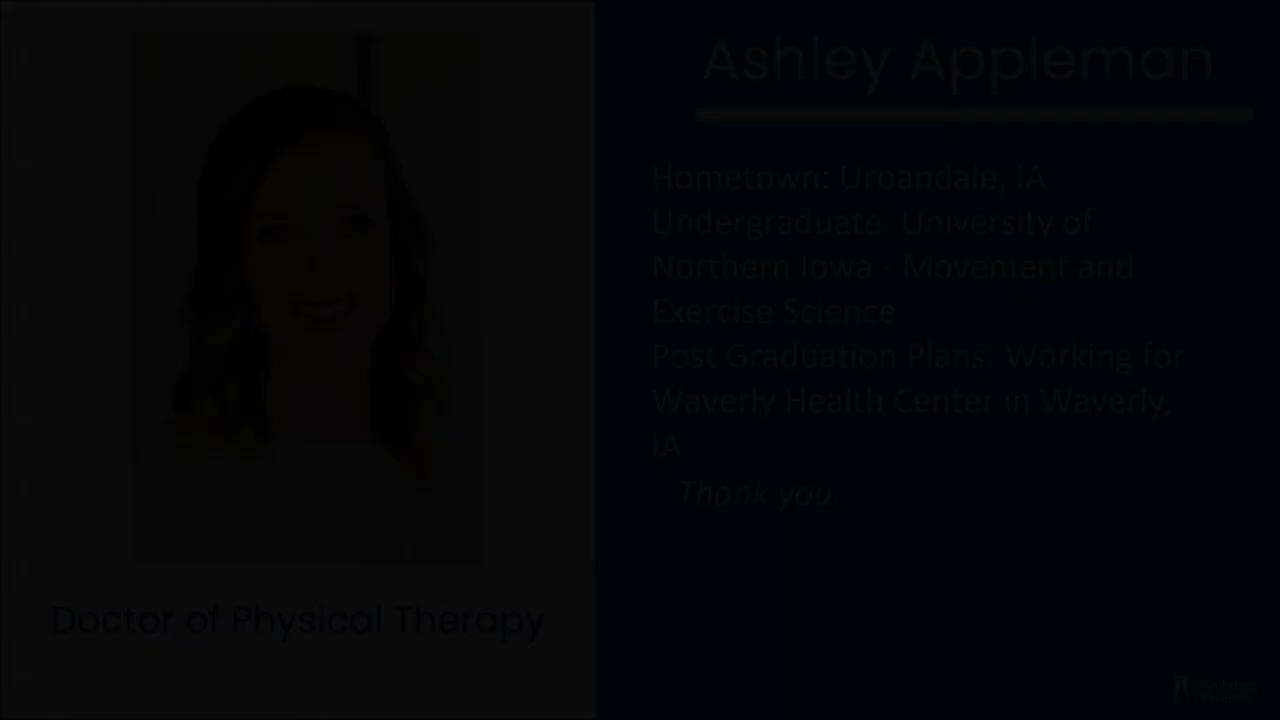 Ashley Appleman
Hometown: Urbandale, IA
Undergraduate: University of
Northern Iowa - Movement and
Exercise Science
Post Graduation Plans: Working for
Waverly Health Center in Waverly,
IA
Thank you
Doctor of Physical Therapy